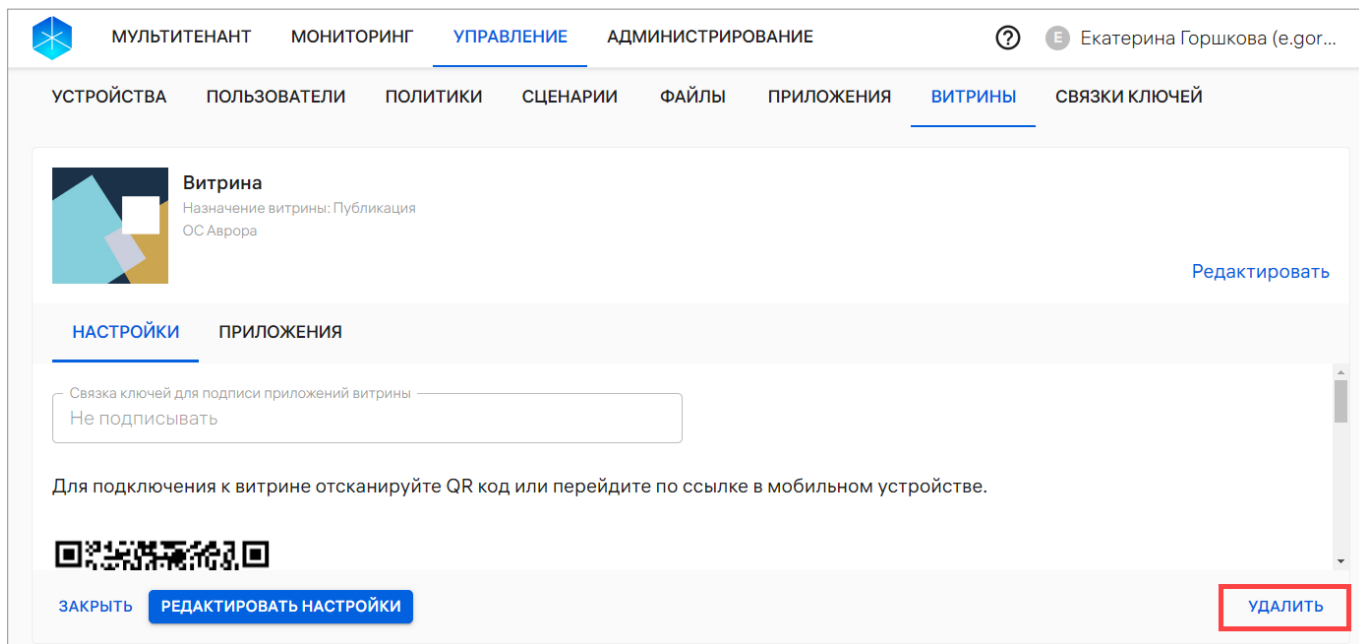 МУЛЬТИТЕНАНТ МОНИТОРИНГ УПРАВЛЕНИЕ АДМИНИСТРИРОВАНИЕ ? E Екатерина Горшкова (e.gor...
УСТРОЙСТВА ПОЛЬЗОВАТЕЛИ ПОЛИТИКИ СЦЕНАРИИ ФАЙЛЫ ПРИЛОЖЕНИЯ ВИТРИНЫ СВЯЗКИ КЛЮЧЕЙ
Витрина
Назначение витрины: Публикация
ОС Аврора
Редактировать
НАСТРОЙКИ ПРИЛОЖЕНИЯ
Связка ключей для подписи приложений витрины
Не подписывать
Для подключения к витрине отсканируйте QR код или перейдите по ссылке в мобильном устройстве.
ЗАКРЫТЬ РЕДАКТИРОВАТЬ НАСТРОЙКИ УДАЛИТЬ